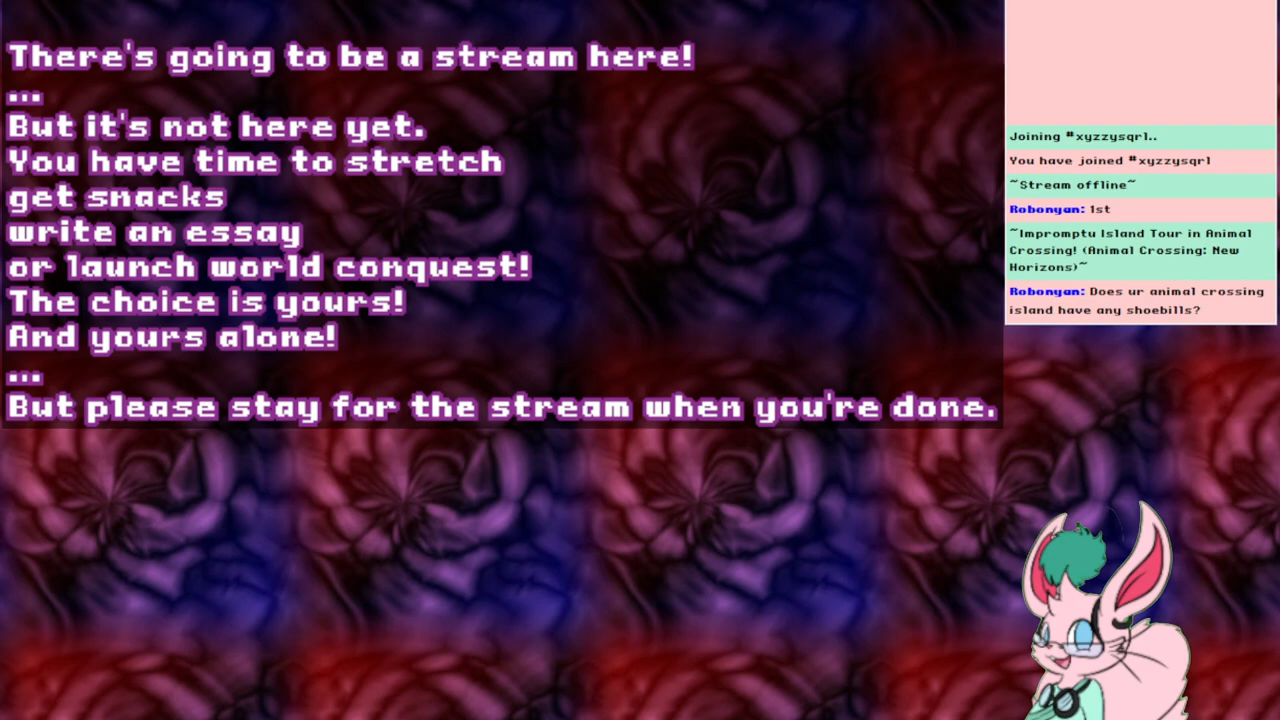 There's going to be a stream here!
...
But it's not here yet.
You have time to stretch
get snacks
write an essay
or launch world conquest!
The choice is yours!
And yours alone!
...
But please stay for the stream when you're done.
Joining #xyzzysqrl..
You have joined #xyzzysqrl
~Stream offline~
Robonyan: 1st
~Impromptu Island Tour in Animal
Crossing! (Animal Crossing: New
Horizons)~
Robonyan: Does ur animal crossing
island have any shoebills?